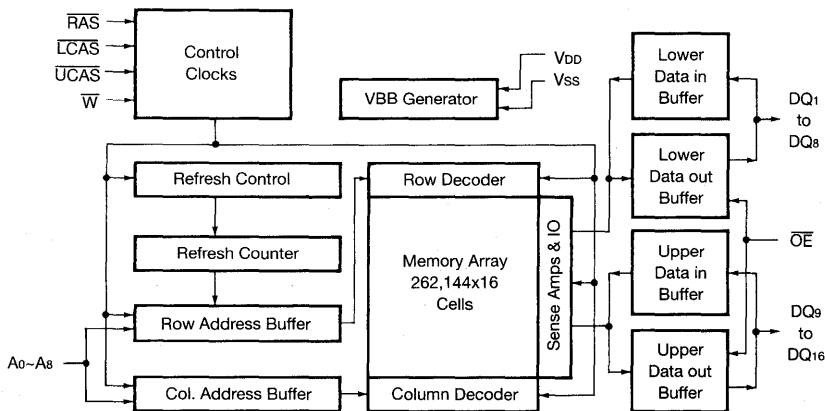 RAS
LCAS
UCAS
W
Control
Clocks
VDD
VSS
VBB Generator
Lower
Data in
Buffer
DQ1
to
DQ8
Lower
Data out
Buffer
Refresh Control
Row Decoder
Refresh Counter
Memory Array
262,144x16
Cells
Sense Amps & IO
OE
Upper
Data in
Buffer
Row Address Buffer
DQ9
to
DQ16
A0~A8
Upper
Data out
Buffer
Col. Address Buffer
Column Decoder